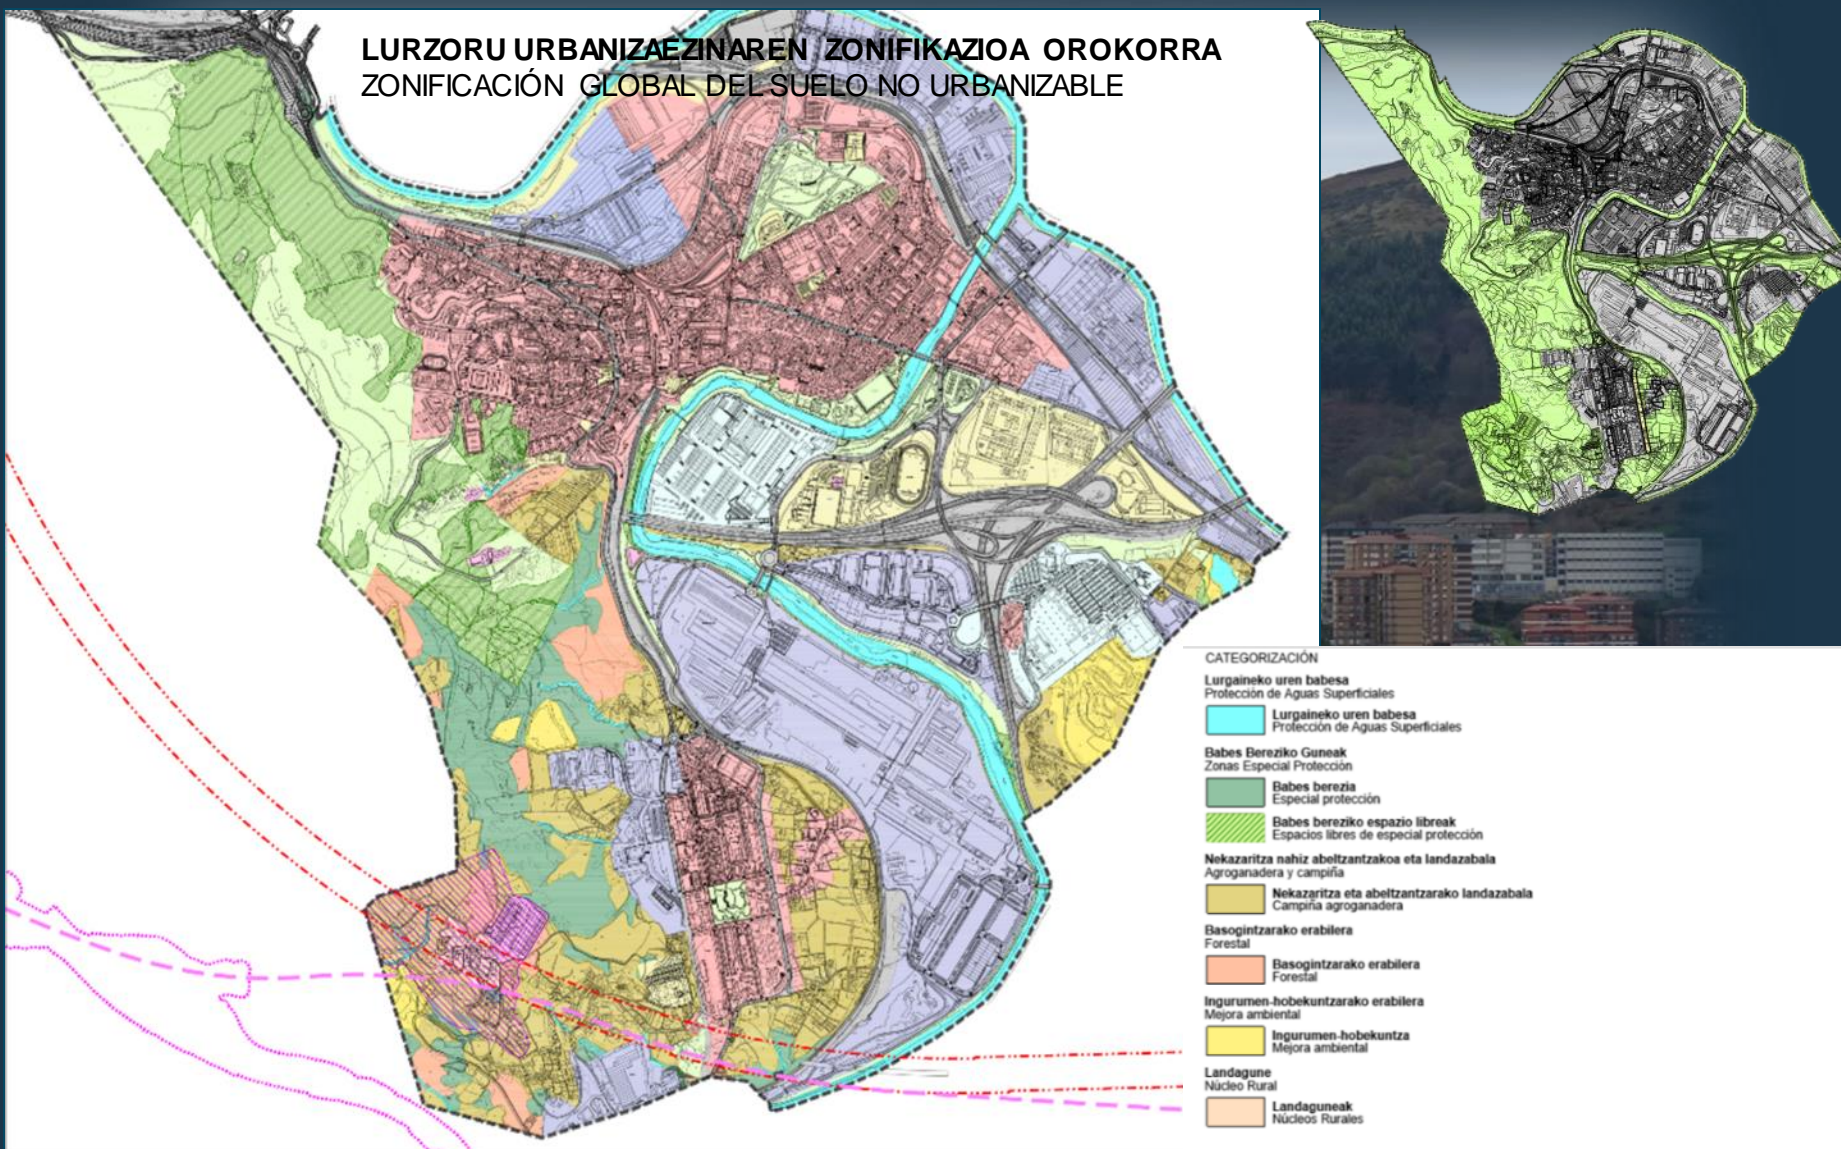 LURZORU URBANIZAEZINAREN ZONIFIKAZIOA OROKORRA
ZONIFICACIÓN GLOBAL DEL SUELO NO URBANIZABLE
CATEGORIZACIÓN
Lurgaineko uren babesa
Protección de Aguas Superficiales
Lurgaineko uren babesa
Protección de Aguas Superficiales
Babes Bereziko Guneak
Zonas Especial Protección
Babes berezia
Especial protección
Babes bereziko espazio libreak
Espacios libres de especial protección
Nekazaritza nahiz abeltzantzakoa eta landazabala
Agroganadera y campiña
Nekazaritza eta abeltzantzarako landazabala
Campiña agroganadera
Basogintzarako erabilera
Forestal
Basogintzarako erabilera
Forestal
Ingurumen-hobekuntzarako erabilera
Mejora ambiental
Ingurumen-hobekuntza
Mejora ambiental
Landagune
Núcleo Rural
Landaguneak
Núcleos Rurales